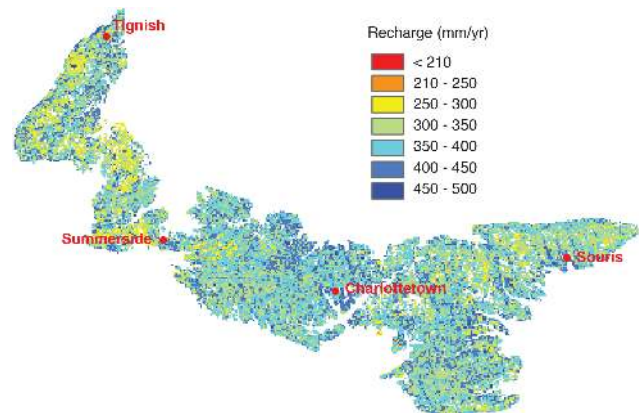 Tignish
Recharge (mm/yr)
< 210
210 - 250
250 - 300
300 - 350
350 - 400
400 - 450
450 - 500
Summerside
Souris
Charlottetown